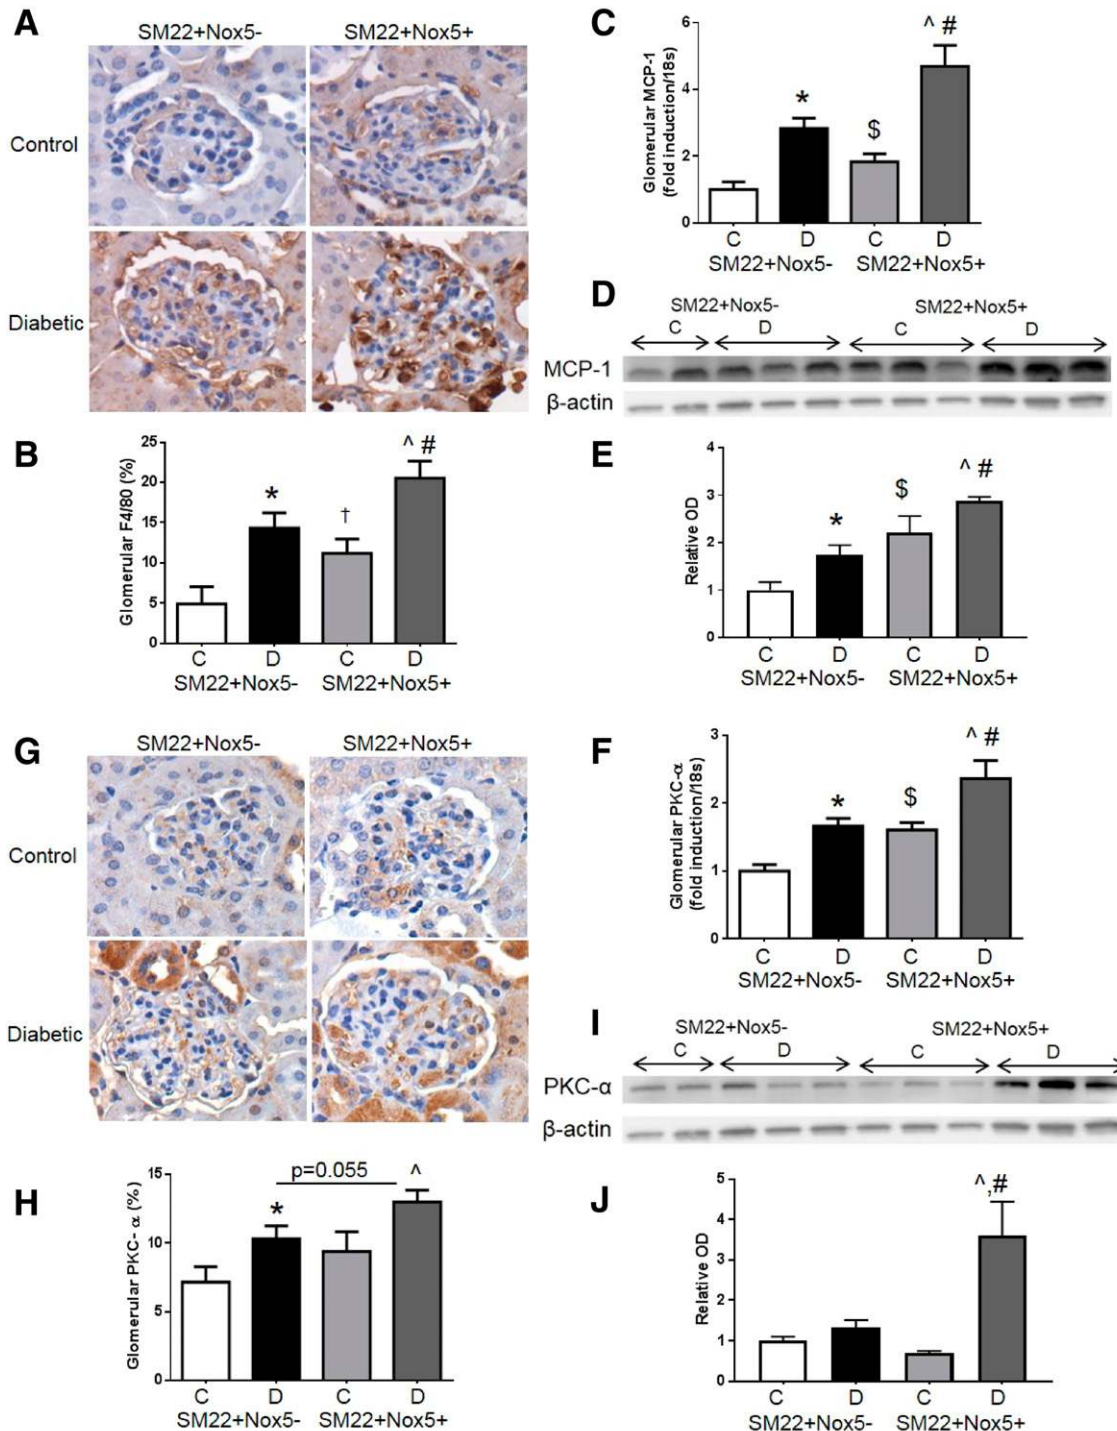 A
SM22+Nox5-
SM22+Nox5+
Control
Diabetic
B
Glomerular F4/80 (%)
25
20
15
10
5
0
*
†
^ #
C
D
C
D
SM22+Nox5-
SM22+Nox5+
C
Glomerular MCP-1
(fold induction/18s)
6
4
2
0
*
$
^ #
C
D
C
D
SM22+Nox5-
SM22+Nox5+
D
SM22+Nox5-
SM22+Nox5+
C
D
C
D
MCP-1
β-actin
E
Relative OD
4
3
2
1
0
*
$
^ #
C
D
C
D
SM22+Nox5-
SM22+Nox5+
G
SM22+Nox5-
SM22+Nox5+
Control
Diabetic
F
Glomerular PKC-α
(fold induction/18s)
3
2
1
0
*
$
^ #
C
D
C
D
SM22+Nox5-
SM22+Nox5+
I
SM22+Nox5-
SM22+Nox5+
C
D
C
D
PKC-α
β-actin
H
Glomerular PKC- α (%)
15
10
5
0
p=0.055
*
^
C
D
C
D
SM22+Nox5-
SM22+Nox5+
J
Relative OD
5
4
3
2
1
0
^,#
C
D
C
D
SM22+Nox5-
SM22+Nox5+